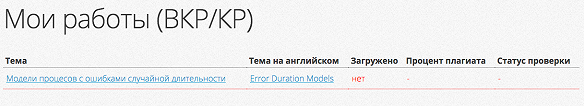 Мои работы (ВКР/КР)
Тема Тема на английском Загружено Процент плагиата Статус проверки
Модели процесов с ошибками случайной длительности Error Duration Models нет - -